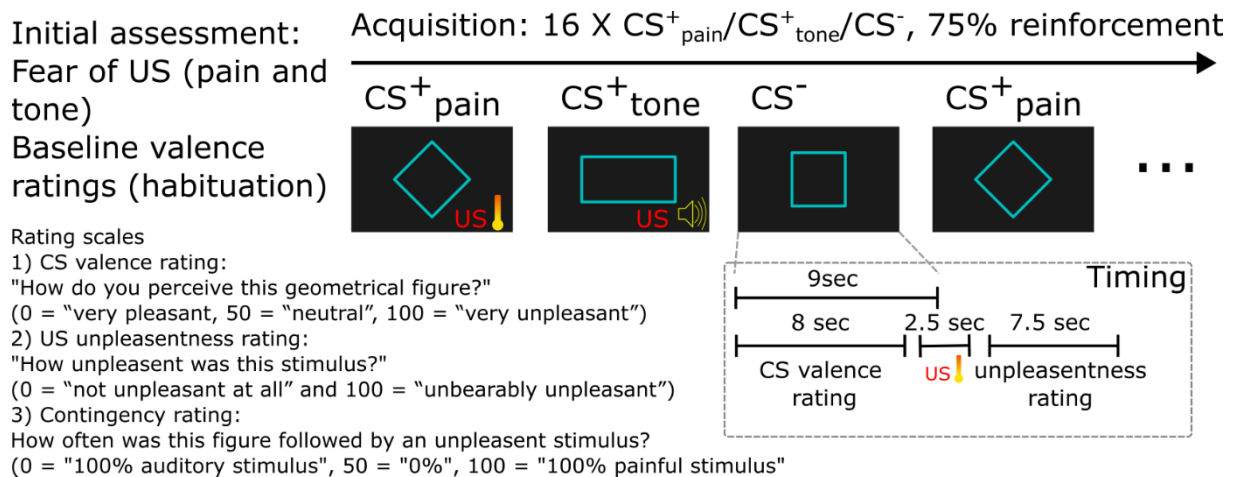 Initial assessment:
Fear of US (pain and
tone)
Baseline valence
ratings (habituation)
Acquisition: 16 X CS+pain/CS+tone/CS-, 75% reinforcement
CS+pain
CS+tone
CS-
CS+pain
US
US
...
Rating scales
1) CS valence rating:
"How do you perceive this geometrical figure?"
(0 = “very pleasant, 50 = “neutral”, 100 = “very unpleasant”)
2) US unpleasentness rating:
"How unpleasent was this stimulus?"
(0 = “not unpleasant at all” and 100 = “unbearably unpleasant”)
3) Contingency rating:
How often was this figure followed by an unpleasent stimulus?
(0 = "100% auditory stimulus", 50 = "0%", 100 = "100% painful stimulus"
Timing
9sec
8 sec
2.5 sec
7.5 sec
CS valence
rating
US
unpleasentness
rating